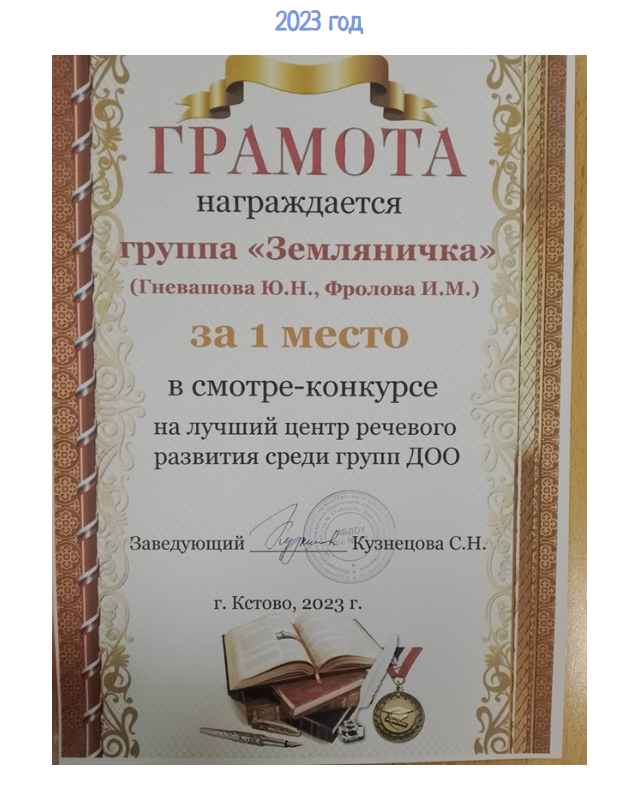 2023 год
ГРАМОТА
награждается
группа «Земляничка»
(Гневашова Ю.Н., Фролова И.М.)
за 1 место
в смотре-конкурсе
на лучший центр речевого
развития среди групп ДОО
МБДОУ
Заведующий Кузнецова С.Н.
г. Кстово, 2023 г.